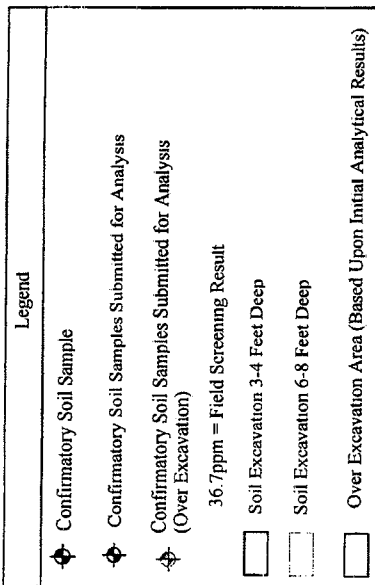 Legend
Confirmatory Soil Sample
Confirmatory Soil Samples Submitted for Analysis
Confirmatory Soil Samples Submitted for Analysis
(Over Excavation)
36.7ppm = Field Screening Result
Soil Excavation 3-4 Feet Deep
Soil Excavation 6-8 Feet Deep
Over Excavation Area (Based Upon Initial Analytical Results)